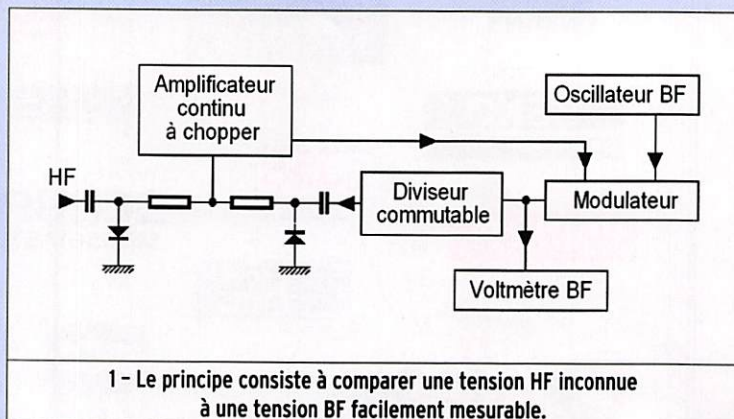 Amplificateur
continu
à chopper
Oscillateur BF
HF
Diviseur
commutable
Modulateur
Voltmètre BF
1 - Le principe consiste à comparer une tension HF inconnue
à une tension BF facilement mesurable.